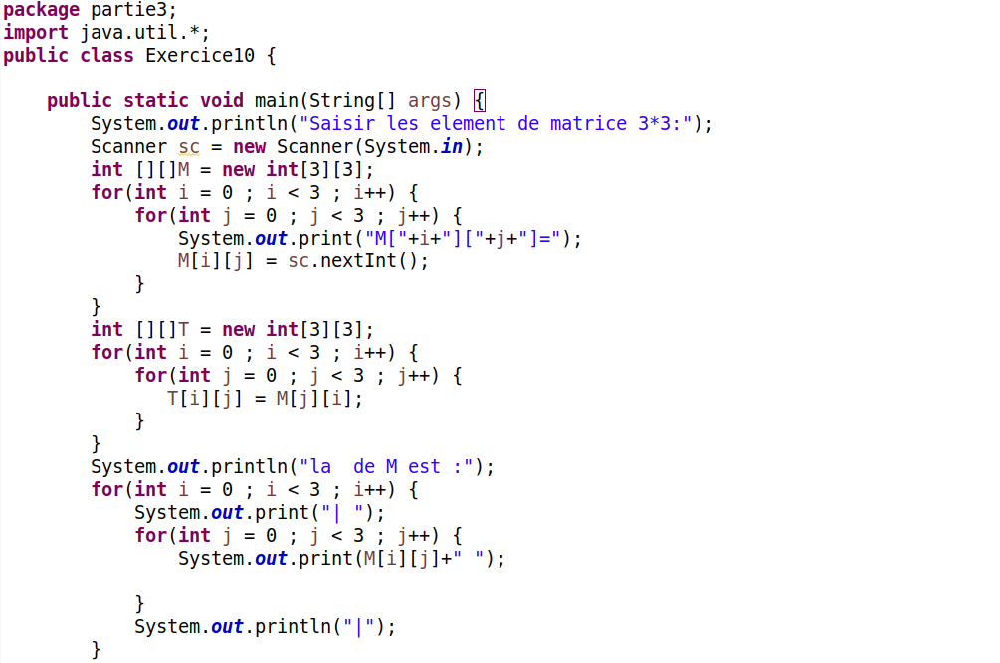 package partie3;
import java.util.*;
public class Exercice10 {
public static void main(String[] args) {
System.out.println("Saisir les element de matrice 3*3:");
Scanner sc = new Scanner(System.in);
int [][]M = new int[3][3];
for(int i = 0 ; i < 3 ; i++) {
for(int j = 0 ; j < 3 ; j++) {
System.out.print("M["+i+"]["+j+"]=");
M[i][j] = sc.nextInt();
}
}
int [][]T = new int[3][3];
for(int i = 0 ; i < 3 ; i++) {
for(int j = 0 ; j < 3 ; j++) {
T[i][j] = M[j][i];
}
}
System.out.println("la  de M est :");
for(int i = 0 ; i < 3 ; i++) {
System.out.print("| ");
for(int j = 0 ; j < 3 ; j++) {
System.out.print(M[i][j]+" ");
}
System.out.println("|");
}